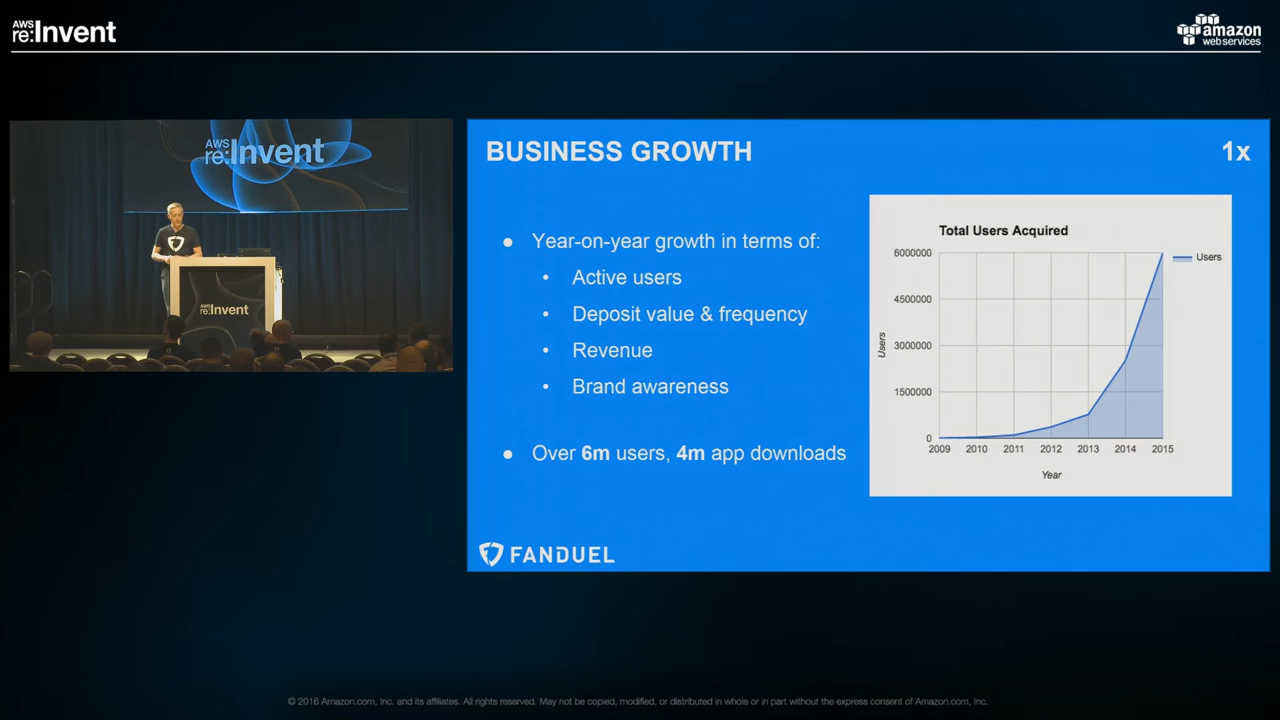 AWS
re:Invent
amazon
web services
AWS
re:Invent
AWS
re:Invent
BUSINESS GROWTH
1x
● Year-on-year growth in terms of:
• Active users
• Deposit value & frequency
• Revenue
• Brand awareness
● Over 6m users, 4m app downloads
Total Users Acquired
6000000
4500000
3000000
1500000
0
Users
Users
2009 2010 2011 2012 2013 2014 2015
Year
FANDUEL
© 2016 Amazon.com, Inc. and its affiliates. All rights reserved. May not be copied, modified, or distributed in whole or in part without the express consent of Amazon.com, Inc.